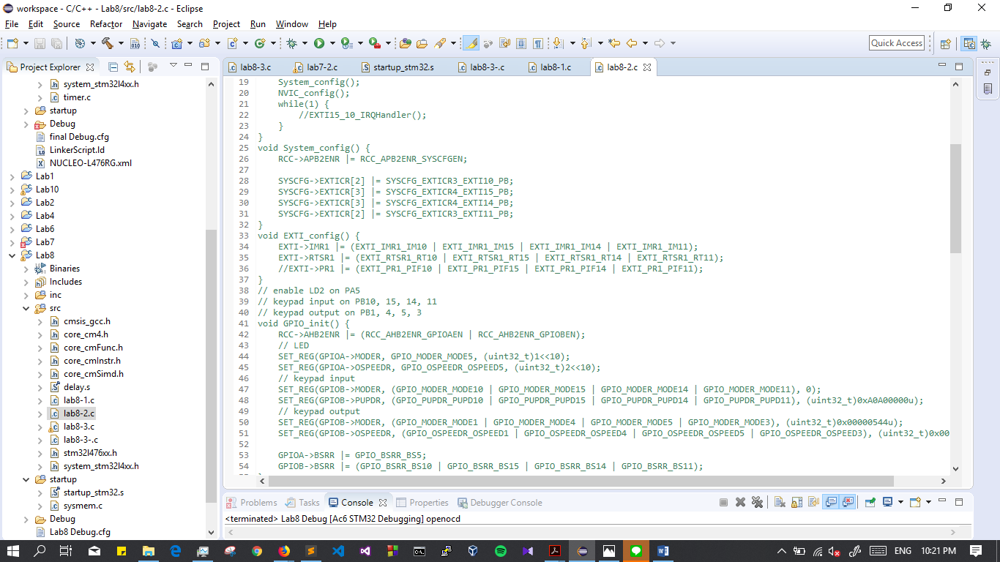 workspace - C/C++ - Lab8/src/lab8-2.c - Eclipse
File Edit Source Refactor Navigate Search Project Run Window Help
Quick Access
Project Explorer
system_stm32l4xx.h
timer.c
startup
Debug
final Debug.cfg
LinkerScript.ld
NUCLEO-L476RG.xml
Lab1
Lab10
Lab2
Lab4
Lab6
Lab7
Lab8
Binaries
Includes
inc
src
cmsis_gcc.h
core_cm4.h
core_cmFunc.h
core_cmInstr.h
core_cmSimd.h
delay.s
lab8-1.c
lab8-2.c
lab8-3.c
lab8-3-.c
stm32l476xx.h
system_stm32l4xx.h
startup
startup_stm32.s
sysmem.c
Debug
Lab8 Debug.cfg
lab8-3.c lab7-2.c startup_stm32.s lab8-3-.c lab8-1.c lab8-2.c
19 System_config();
20 NVIC_config();
21 while(1) {
22 //EXTI15_10_IRQHandler();
23 }
24 }
25 void System_config() {
26 RCC->APB2ENR |= RCC_APB2ENR_SYSCFGEN;
27
28 SYSCFG->EXTICR[2] |= SYSCFG_EXTICR3_EXTI10_PB;
29 SYSCFG->EXTICR[3] |= SYSCFG_EXTICR4_EXTI15_PB;
30 SYSCFG->EXTICR[3] |= SYSCFG_EXTICR4_EXTI14_PB;
31 SYSCFG->EXTICR[2] |= SYSCFG_EXTICR3_EXTI11_PB;
32 }
33 void EXTI_config() {
34 EXTI->IMR1 |= (EXTI_IMR1_IM10 | EXTI_IMR1_IM15 | EXTI_IMR1_IM14 | EXTI_IMR1_IM11);
35 EXTI->RTSR1 |= (EXTI_RTSR1_RT10 | EXTI_RTSR1_RT15 | EXTI_RTSR1_RT14 | EXTI_RTSR1_RT11);
36 //EXTI->PR1 |= (EXTI_PR1_PIF10 | EXTI_PR1_PIF15 | EXTI_PR1_PIF14 | EXTI_PR1_PIF11);
37 }
38 // enable LD2 on PA5
39 // keypad input on PB10, 15, 14, 11
40 // keypad output on PB1, 4, 5, 3
41 void GPIO_init() {
42 RCC->AHB2ENR |= (RCC_AHB2ENR_GPIOAEN | RCC_AHB2ENR_GPIOBEN);
43 // LED
44 SET_REG(GPIOA->MODER, GPIO_MODER_MODE5, (uint32_t)1<<10);
45 SET_REG(GPIOA->OSPEEDR, GPIO_OSPEEDR_OSPEED5, (uint32_t)2<<10);
46 // keypad input
47 SET_REG(GPIOB->MODER, (GPIO_MODER_MODE10 | GPIO_MODER_MODE15 | GPIO_MODER_MODE14 | GPIO_MODER_MODE11), 0);
48 SET_REG(GPIOB->PUPDR, (GPIO_PUPDR_PUPD10 | GPIO_PUPDR_PUPD15 | GPIO_PUPDR_PUPD14 | GPIO_PUPDR_PUPD11), (uint32_t)0xA0A00000u);
49 // keypad output
50 SET_REG(GPIOB->MODER, (GPIO_MODER_MODE1 | GPIO_MODER_MODE4 | GPIO_MODER_MODE5 | GPIO_MODER_MODE3), (uint32_t)0x00000544u);
51 SET_REG(GPIOB->OSPEEDR, (GPIO_OSPEEDR_OSPEED1 | GPIO_OSPEEDR_OSPEED4 | GPIO_OSPEEDR_OSPEED5 | GPIO_OSPEEDR_OSPEED3), (uint32_t)0x00
52
53 GPIOA->BSRR |= GPIO_BSRR_BS5;
54 GPIOB->BSRR |= (GPIO_BSRR_BS10 | GPIO_BSRR_BS15 | GPIO_BSRR_BS14 | GPIO_BSRR_BS11);
Problems Tasks Console Properties Debugger Console
<terminated> Lab8 Debug [Ac6 STM32 Debugging] openocd
ENG 10:21 PM